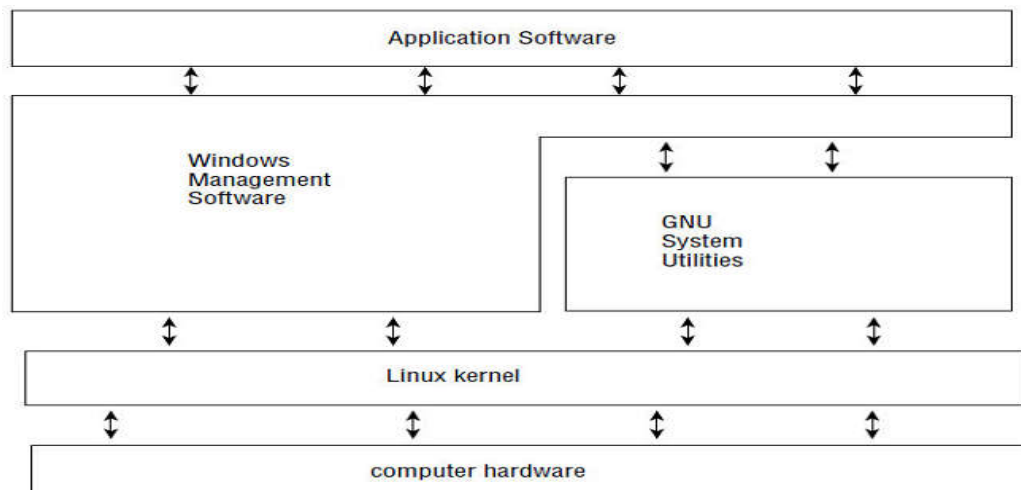 Application Software
Windows
Management
Software
GNU
System
Utilities
Linux kernel
computer hardware